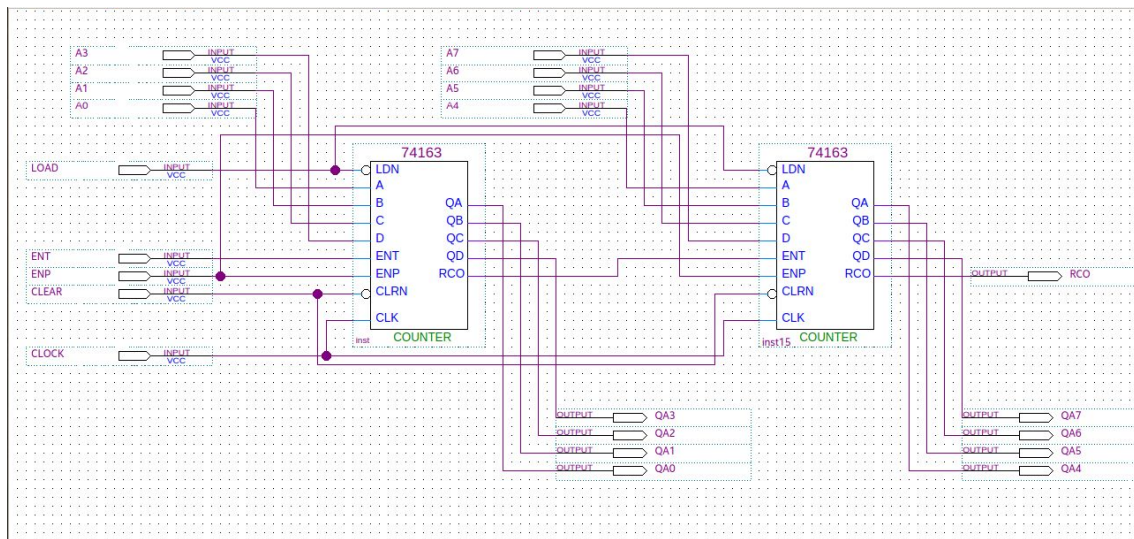 A3 INPUT VCC
A2 INPUT VCC
A1 INPUT VCC
A0 INPUT VCC
A7 INPUT VCC
A6 INPUT VCC
A5 INPUT VCC
A4 INPUT VCC
LOAD INPUT VCC
ENT INPUT VCC
ENP INPUT VCC
CLEAR INPUT VCC
CLOCK INPUT VCC
74163
LDN
A
B QA
C QB
D QC
ENT QD
ENP RCO
CLRN
CLK
inst COUNTER
74163
LDN
A
B QA
C QB
D QC
ENT QD
ENP RCO
CLRN
CLK
inst15 COUNTER
OUTPUT RCO
OUTPUT QA3
OUTPUT QA2
OUTPUT QA1
OUTPUT QA0
OUTPUT QA7
OUTPUT QA6
OUTPUT QA5
OUTPUT QA4